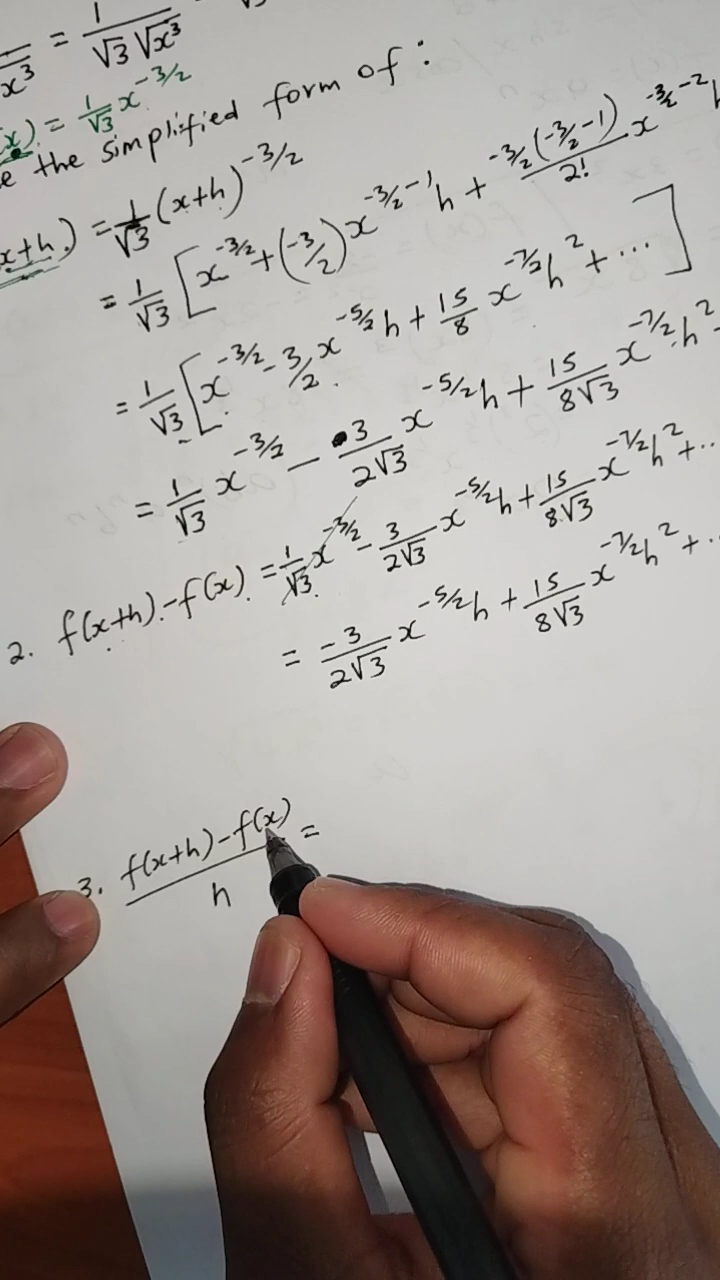 x³ = 1/√3√x³
(x) = 1/√3 x^-3/2
the simplified form of :
x+h) = 1/√3 (x+h)^-3/2
= 1/√3 [x^-3/2 + (-3/2)x^-3/2-1 h + -3/2(-3/2-1)/2! x^-3/2-2 h
= 1/√3 [x^-3/2 - 3/2 x^-5/2 h + 15/8 x^-7/2 h² + ... ]
= 1/√3 x^-3/2 - 3/2√3 x^-5/2 h + 15/8√3 x^-7/2 h²
2. f(x+h) - f(x) = 1/√3 x^-3/2 - 3/2√3 x^-5/2 h + 15/8√3 x^-7/2 h² + ..
= -3/2√3 x^-5/2 h + 15/8√3 x^-7/2 h² + ..
3. f(x+h) - f(x)/h =